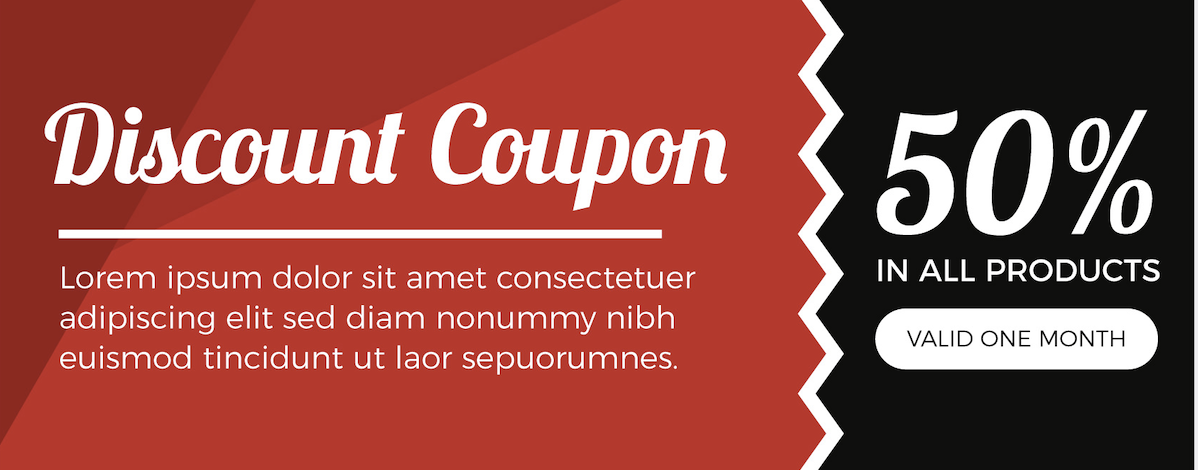 Discount Coupon
Lorem ipsum dolor sit amet consectetuer
adipiscing elit sed diam nonummy nibh
euismod tincidunt ut laor sepuorumnes.
50%
IN ALL PRODUCTS
VALID ONE MONTH